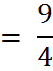 = 9/4